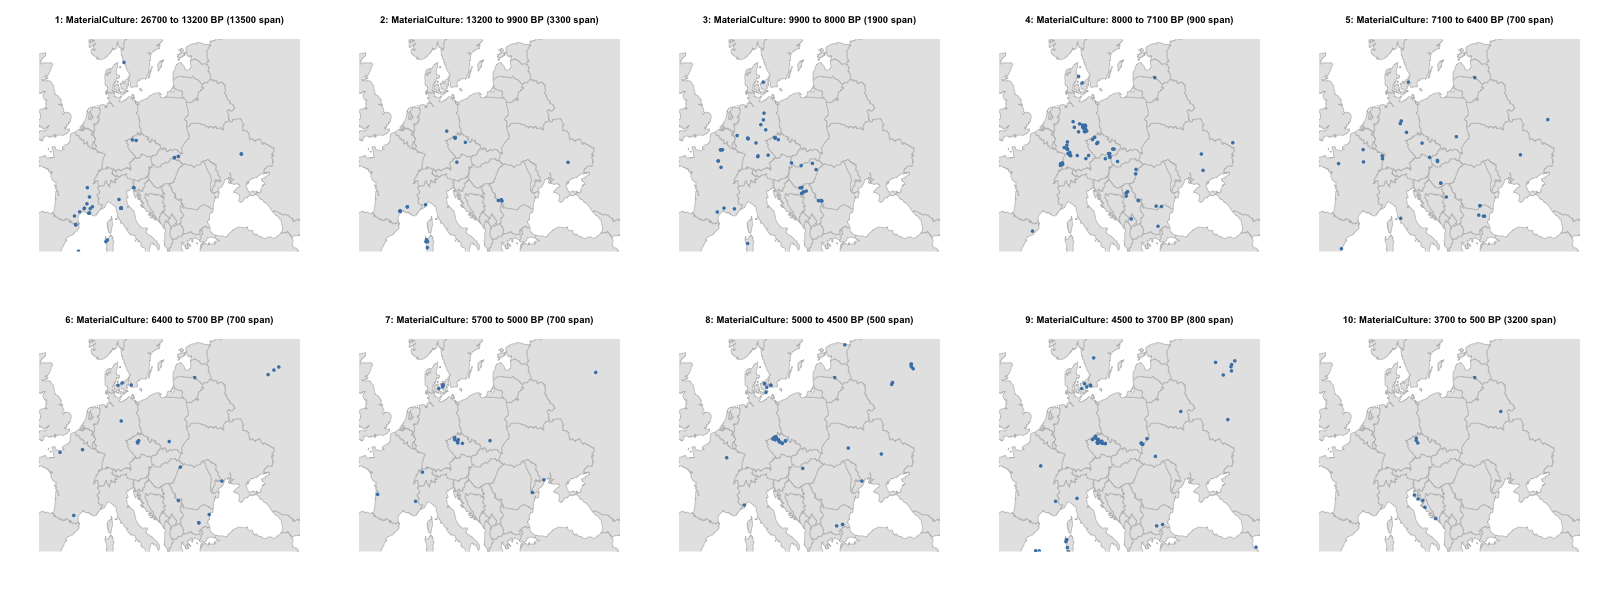 1: MaterialCulture: 26700 to 13200 BP (13500 span)
2: MaterialCulture: 13200 to 9900 BP (3300 span)
3: MaterialCulture: 9900 to 8000 BP (1900 span)
4: MaterialCulture: 8000 to 7100 BP (900 span)
5: MaterialCulture: 7100 to 6400 BP (700 span)
6: MaterialCulture: 6400 to 5700 BP (700 span)
7: MaterialCulture: 5700 to 5000 BP (700 span)
8: MaterialCulture: 5000 to 4500 BP (500 span)
9: MaterialCulture: 4500 to 3700 BP (800 span)
10: MaterialCulture: 3700 to 500 BP (3200 span)